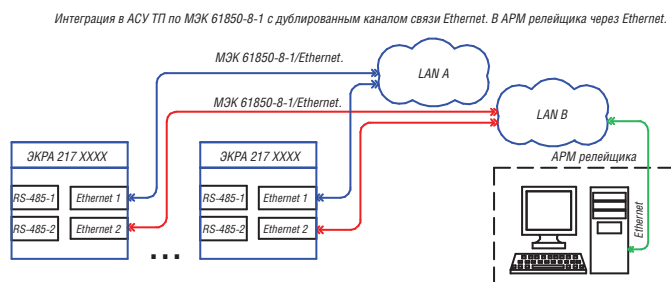 Интеграция в АСУ ТП по МЭК 61850-8-1 с дублированным каналом связи Ethernet. В АРМ релейщика через Ethernet.
МЭК 61850-8-1/Ethernet.
LAN A
МЭК 61850-8-1/Ethernet.
LAN B
ЭКРА 217 XXXX
ЭКРА 217 XXXX
АРМ релейщика
RS-485-1
Ethernet 1
RS-485-1
Ethernet 1
RS-485-2
Ethernet 2
RS-485-2
Ethernet 2
Ethernet
...